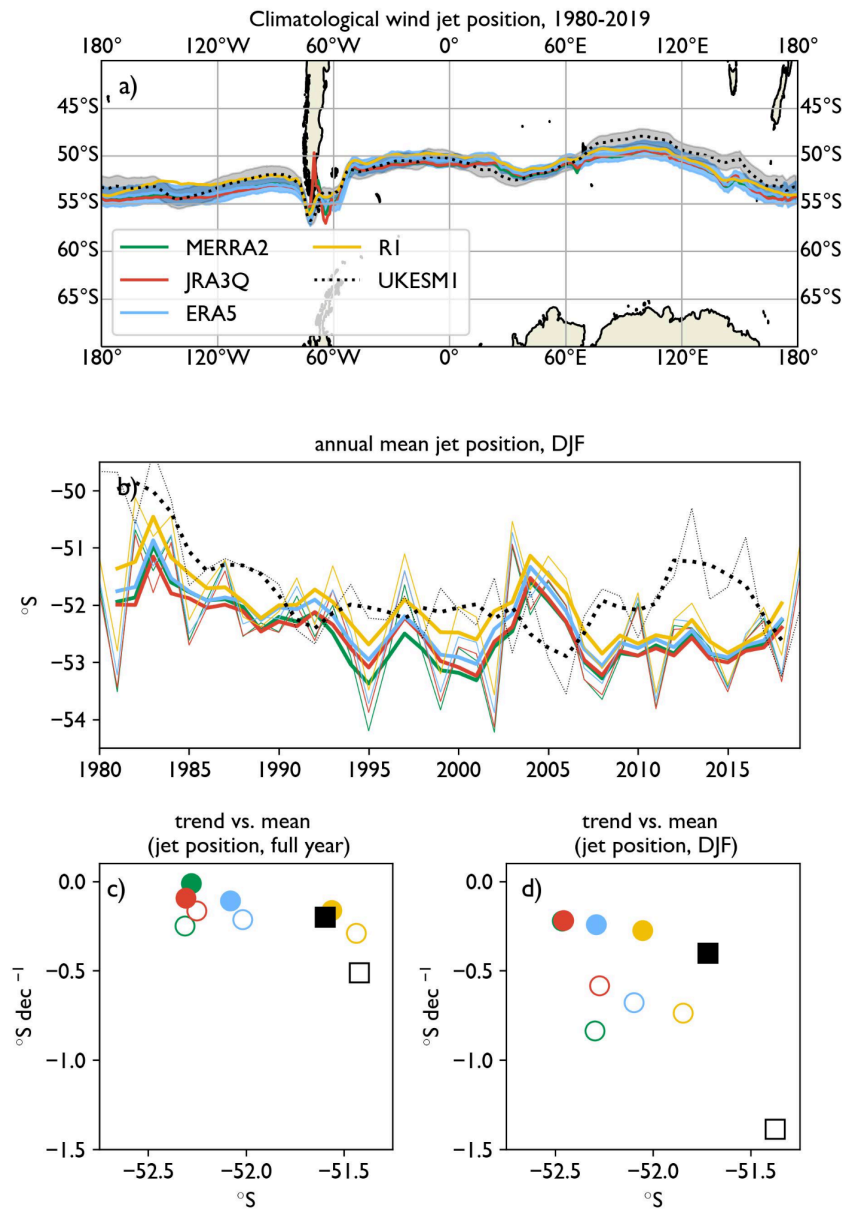 Climatological wind jet position, 1980-2019
180° 120°W 60°W 0° 60°E 120°E 180°
a)
45°S 45°S
50°S 50°S
55°S 55°S
60°S 60°S
65°S 65°S
MERRA2 R1
JRA3Q UKESM1
ERA5
180° 120°W 60°W 0° 60°E 120°E 180°
annual mean jet position, DJF
b)
−50
−51
−52
−53
−54
°S
1980 1985 1990 1995 2000 2005 2010 2015
trend vs. mean
(jet position, full year)
c)
0.0
−0.5
−1.0
−1.5
°S dec⁻¹
−52.5 −52.0 −51.5
°S
trend vs. mean
(jet position, DJF)
d)
0.0
−0.5
−1.0
−1.5
°S dec⁻¹
−52.5 −52.0 −51.5
°S